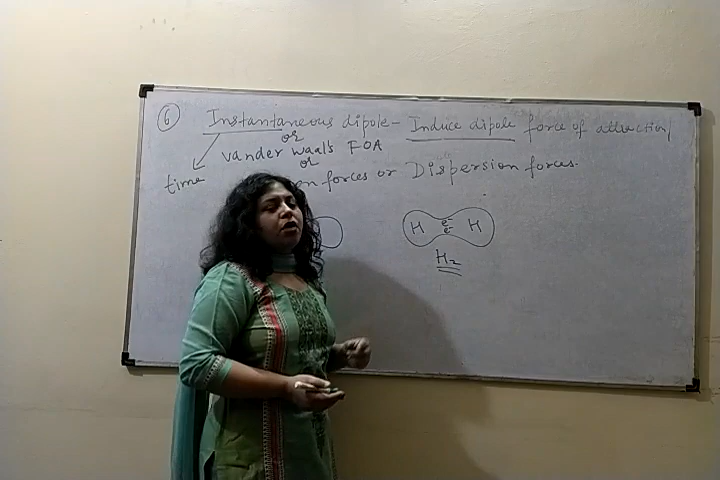 6 Instantaneous dipole- Induce dipole force of attraction/
or
vander waal's FOA
time
or
forces or Dispersion forces.
H e- e- H
H2